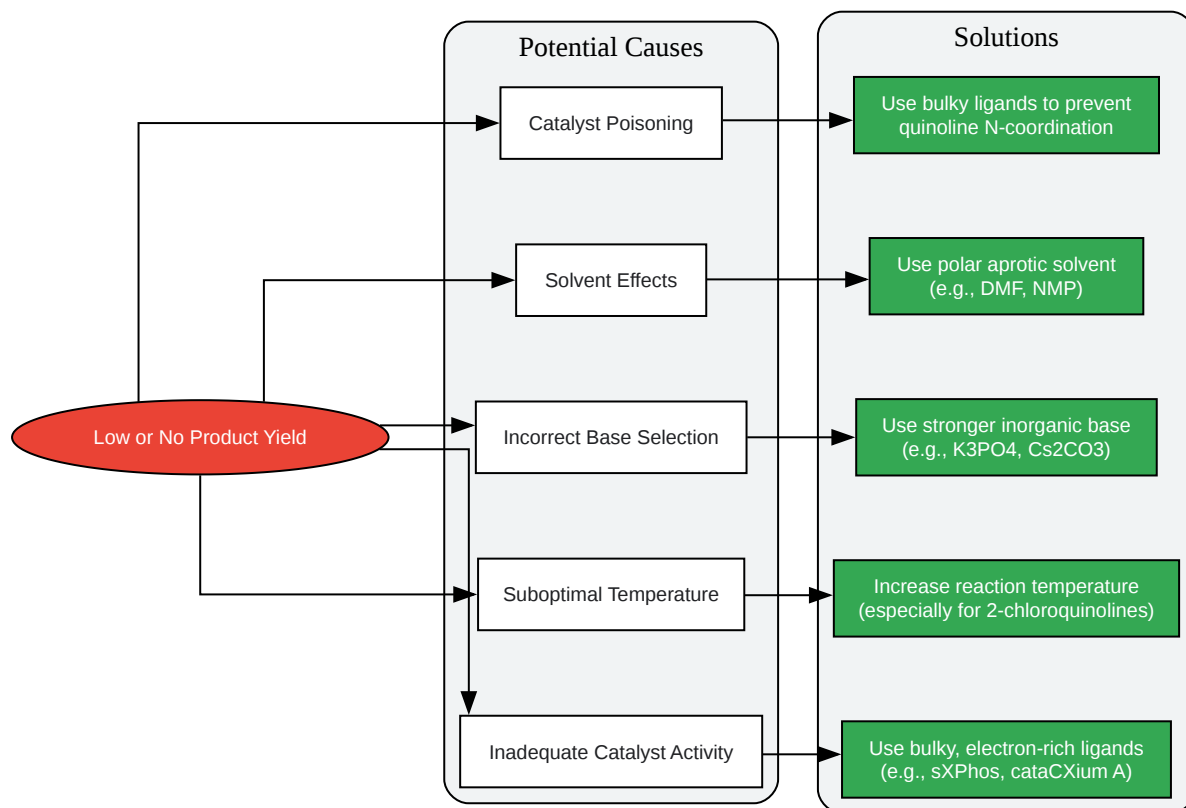 Potential Causes
Solutions
Catalyst Poisoning
Use bulky ligands to prevent
quinoline N-coordination
Solvent Effects
Use polar aprotic solvent
(e.g., DMF, NMP)
Low or No Product Yield
Incorrect Base Selection
Use stronger inorganic base
(e.g., K3PO4, Cs2CO3)
Suboptimal Temperature
Increase reaction temperature
(especially for 2-chloroquinolines)
Inadequate Catalyst Activity
Use bulky, electron-rich ligands
(e.g., sXPhos, cataCXium A)